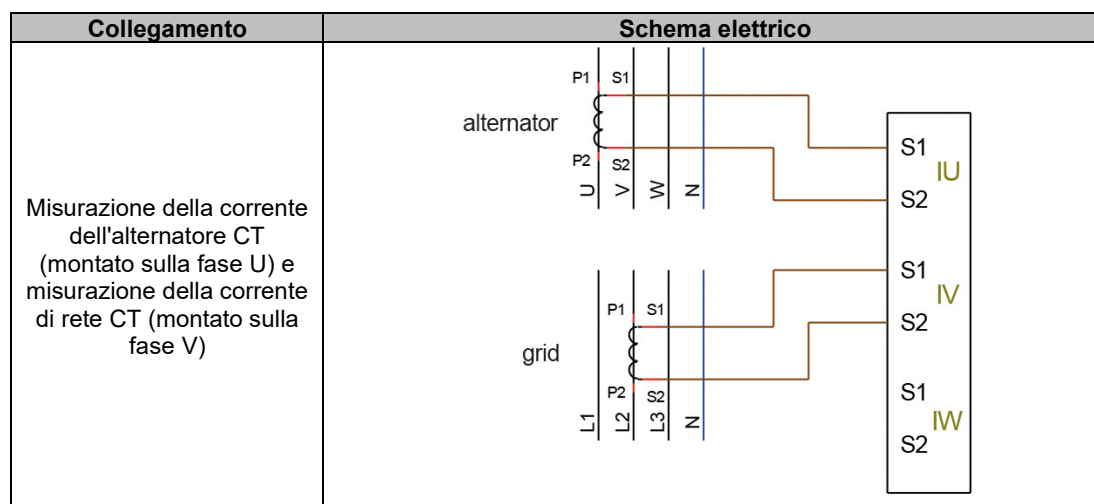 Collegamento
Schema elettrico
Misurazione della corrente
dell'alternatore CT
(montato sulla fase U) e
misurazione della corrente
di rete CT (montato sulla
fase V)
P1 S1
alternator
P2 S2
U V W N
S1
IU
S2
P1 S1
grid
P2 S2
L1 L2 L3 N
S1
IV
S2
S1
IW
S2